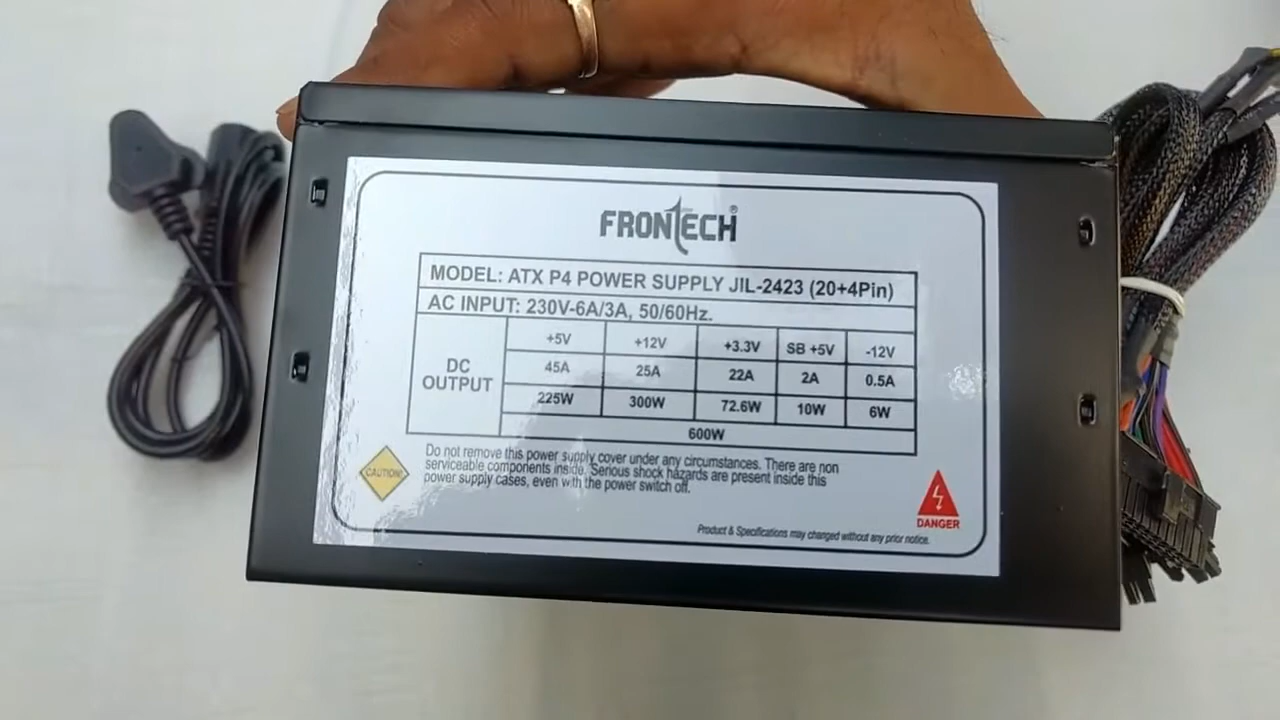 FRONTECH®
MODEL: ATX P4 POWER SUPPLY JIL-2423 (20+4Pin)
AC INPUT: 230V-6A/3A, 50/60Hz.
DC OUTPUT
+5V +12V +3.3V SB +5V -12V
45A 25A 22A 2A 0.5A
225W 300W 72.6W 10W 6W
600W
CAUTION!
Do not remove this power supply cover under any circumstances. There are non
serviceable components inside. Serious shock hazards are present inside this
power supply cases, even with the power switch off.
DANGER
Product & Specifications may changed without any prior notice.